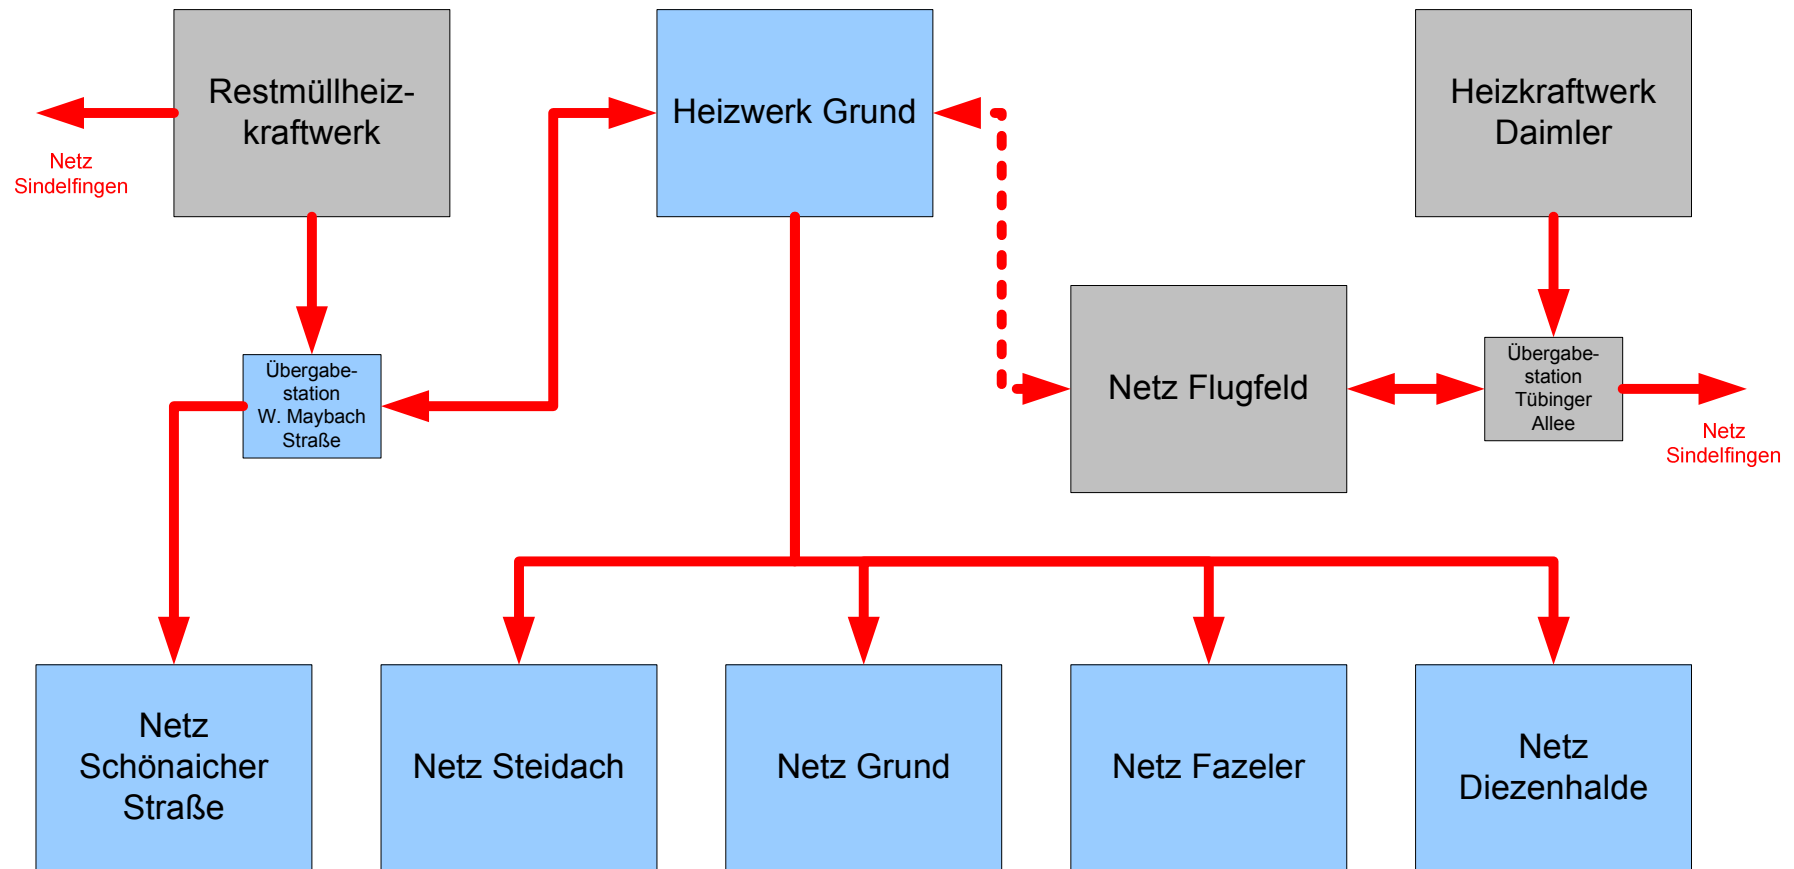 Restmüllheiz-
kraftwerk
Heizwerk Grund
Heizkraftwerk
Daimler
Netz
Sindelfingen
Übergabe-
station
W. Maybach
Straße
Netz Flugfeld
Übergabe-
station
Tübinger
Allee
Netz
Sindelfingen
Netz
Schönaicher
Straße
Netz Steidach
Netz Grund
Netz Fazeler
Netz
Diezenhalde